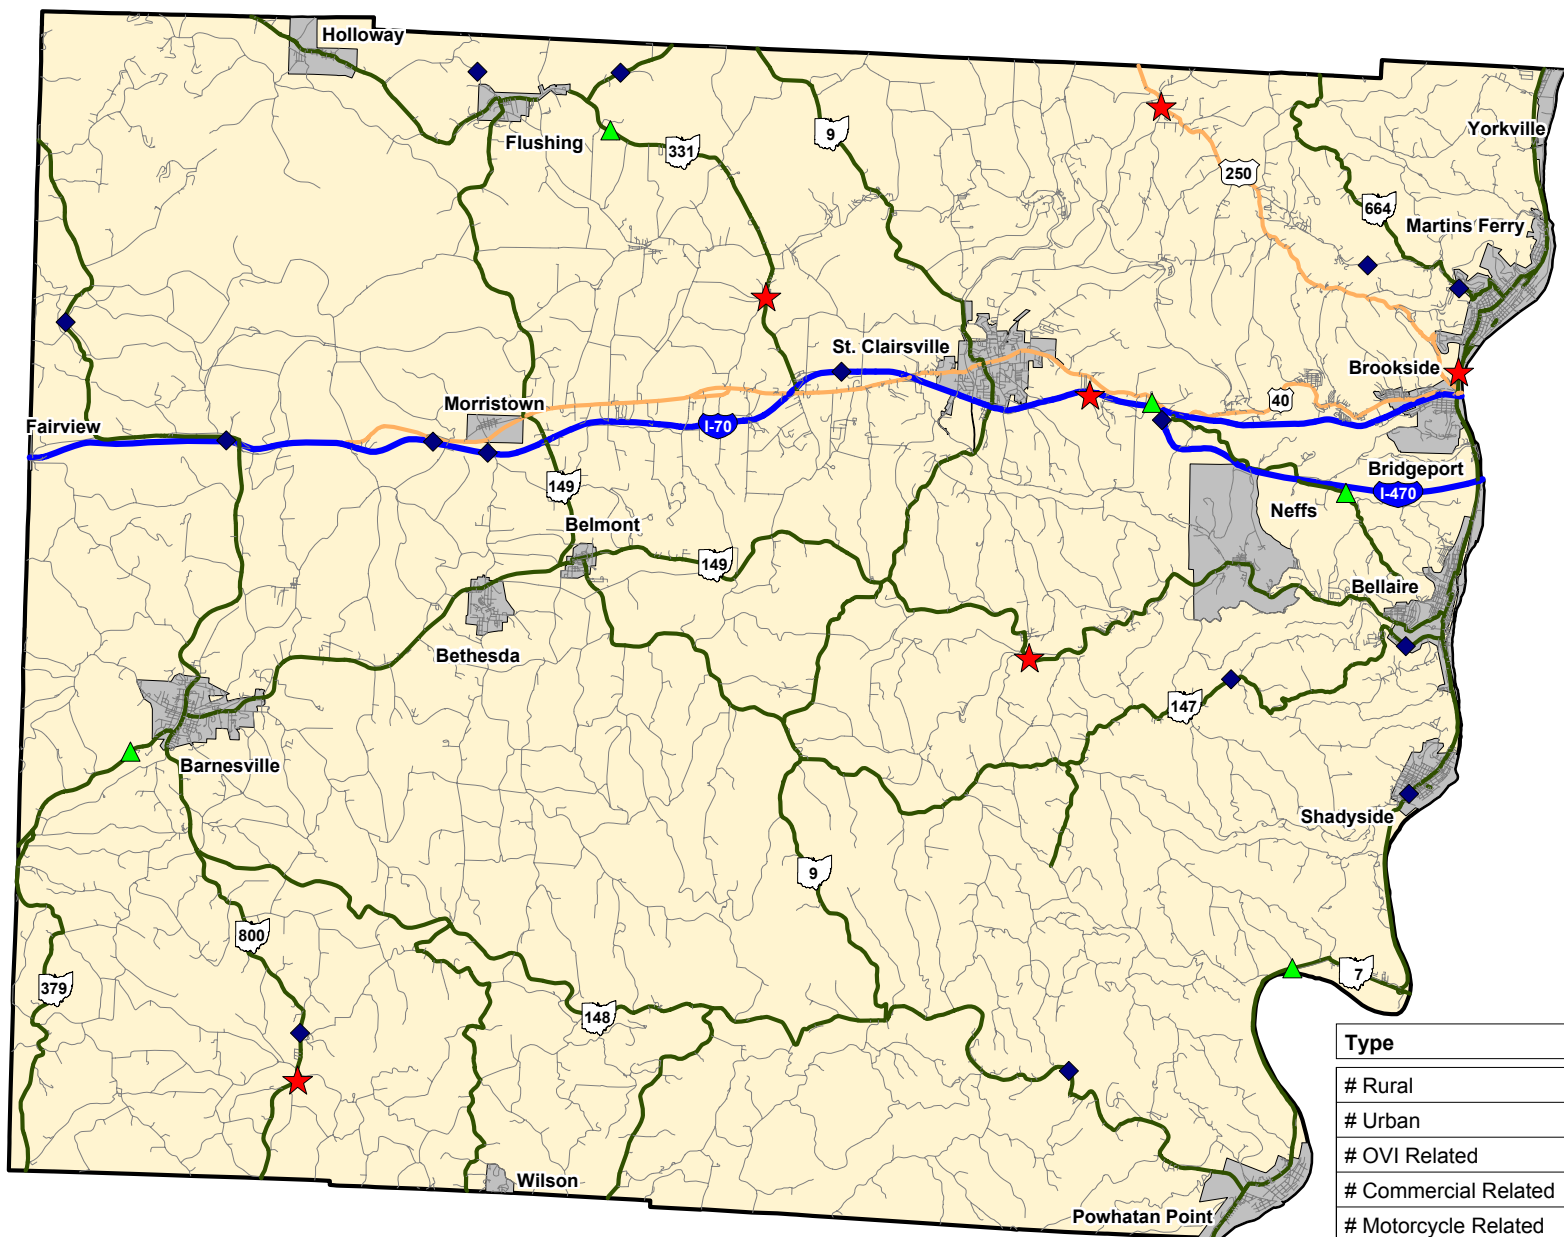 Holloway
Yorkville
9
Flushing
331
250
664
Martins Ferry
St. Clairsville
Brookside
40
Morristown
Fairview
I-70
Bridgeport
149
I-470
Neffs
Belmont
149
Bellaire
Bethesda
147
Barnesville
Shadyside
9
800
7
379
148
Type
# Rural
# Urban
# OVI Related
# Commercial Related
# Motorcycle Related
Wilson
Powhatan Point